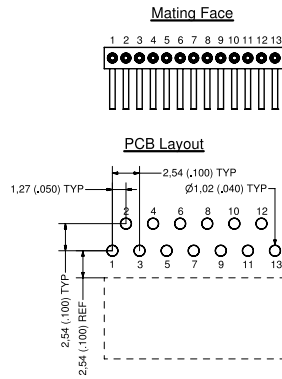 Mating Face
1 2 3 4 5 6 7 8 9 10 11 12 13
PCB Layout
2,54 (.100) TYP
1,27 (.050) TYP
Ø1,02 (.040) TYP
2 4 6 8 10 12
1 3 5 7 9 11 13
2,54 (.100) TYP
2,54 (.100) REF